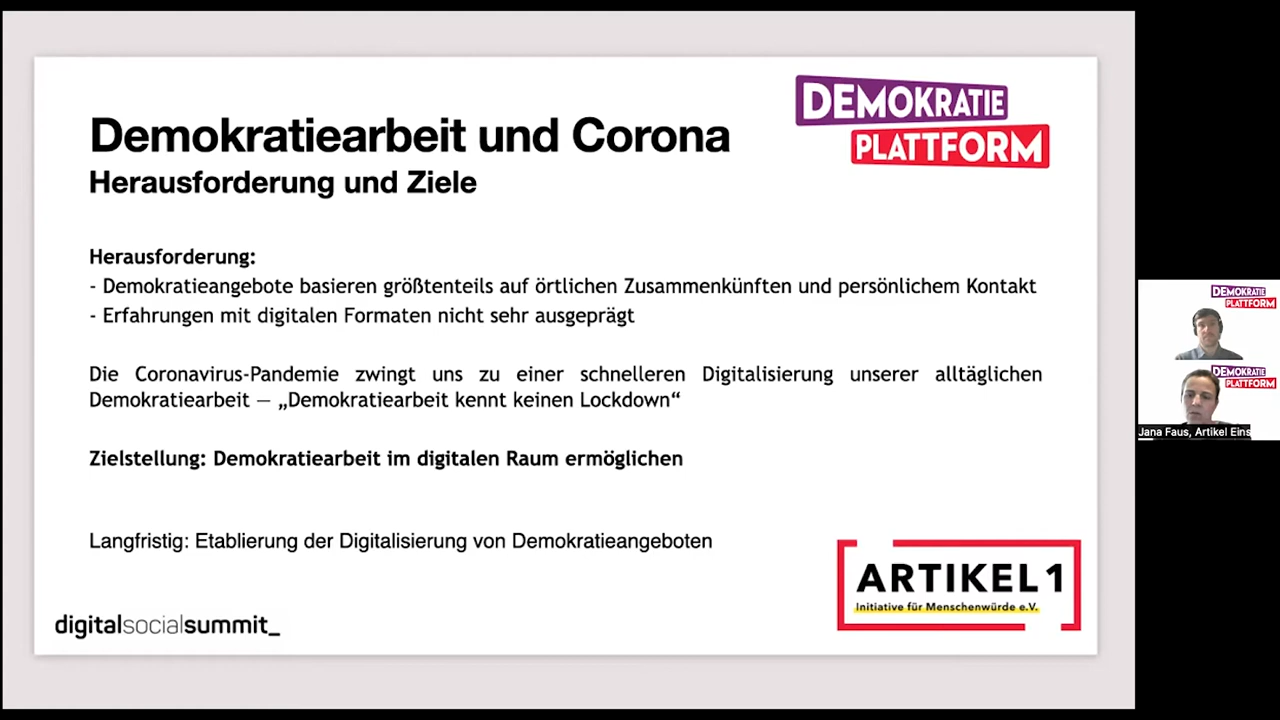 DEMOKRATIE
PLATTFORM
Demokratiearbeit und Corona
Herausforderung und Ziele
Herausforderung:
- Demokratieangebote basieren größtenteils auf örtlichen Zusammenkünften und persönlichem Kontakt
- Erfahrungen mit digitalen Formaten nicht sehr ausgeprägt
Die Coronavirus-Pandemie zwingt uns zu einer schnelleren Digitalisierung unserer alltäglichen
Demokratiearbeit – „Demokratiearbeit kennt keinen Lockdown“
Zielstellung: Demokratiearbeit im digitalen Raum ermöglichen
Langfristig: Etablierung der Digitalisierung von Demokratieangeboten
ARTIKEL 1
Initiative für Menschenwürde e.V.
digitalsocialsummit_
DEMOKRATIE
PLATTFORM
DEMOKRATIE
PLATTFORM
Jana Faus, Artikel Eins